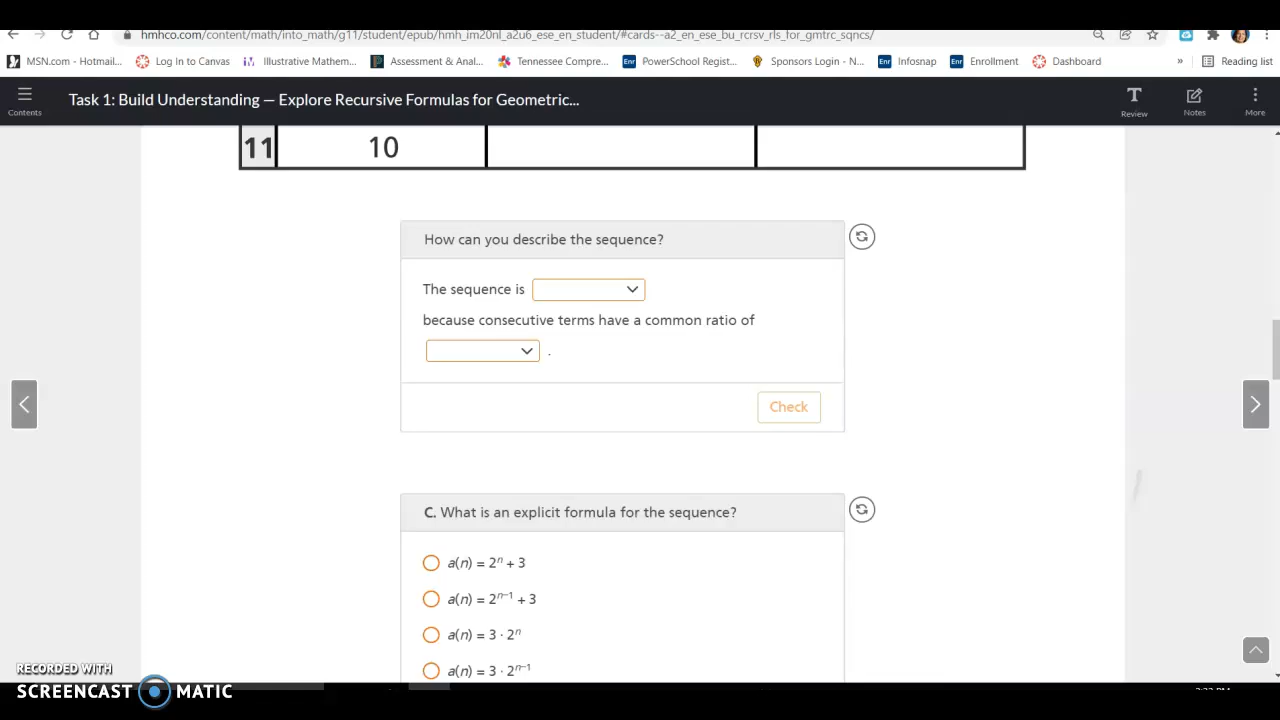 hmhco.com/content/math/into_math/g11/student/epub/hmh_im20nl_a2u6_ese_en_student/#cards--a2_en_ese_bu_rcrsv_rls_for_gmtrc_sqncs/
MSN.com - Hotmail... Log In to Canvas Illustrative Mathem... Assessment & Anal... Tennessee Compre... Enr PowerSchool Regist... Sponsors Login - N... Enr Infosnap Enr Enrollment Dashboard » Reading list
Contents Task 1: Build Understanding — Explore Recursive Formulas for Geometric... Review Notes More
11 10
How can you describe the sequence?
The sequence is
because consecutive terms have a common ratio of
.
Check
C. What is an explicit formula for the sequence?
a(n) = 2ⁿ + 3
a(n) = 2ⁿ⁻¹ + 3
a(n) = 3 · 2ⁿ
a(n) = 3 · 2ⁿ⁻¹
RECORDED WITH
SCREENCAST MATIC